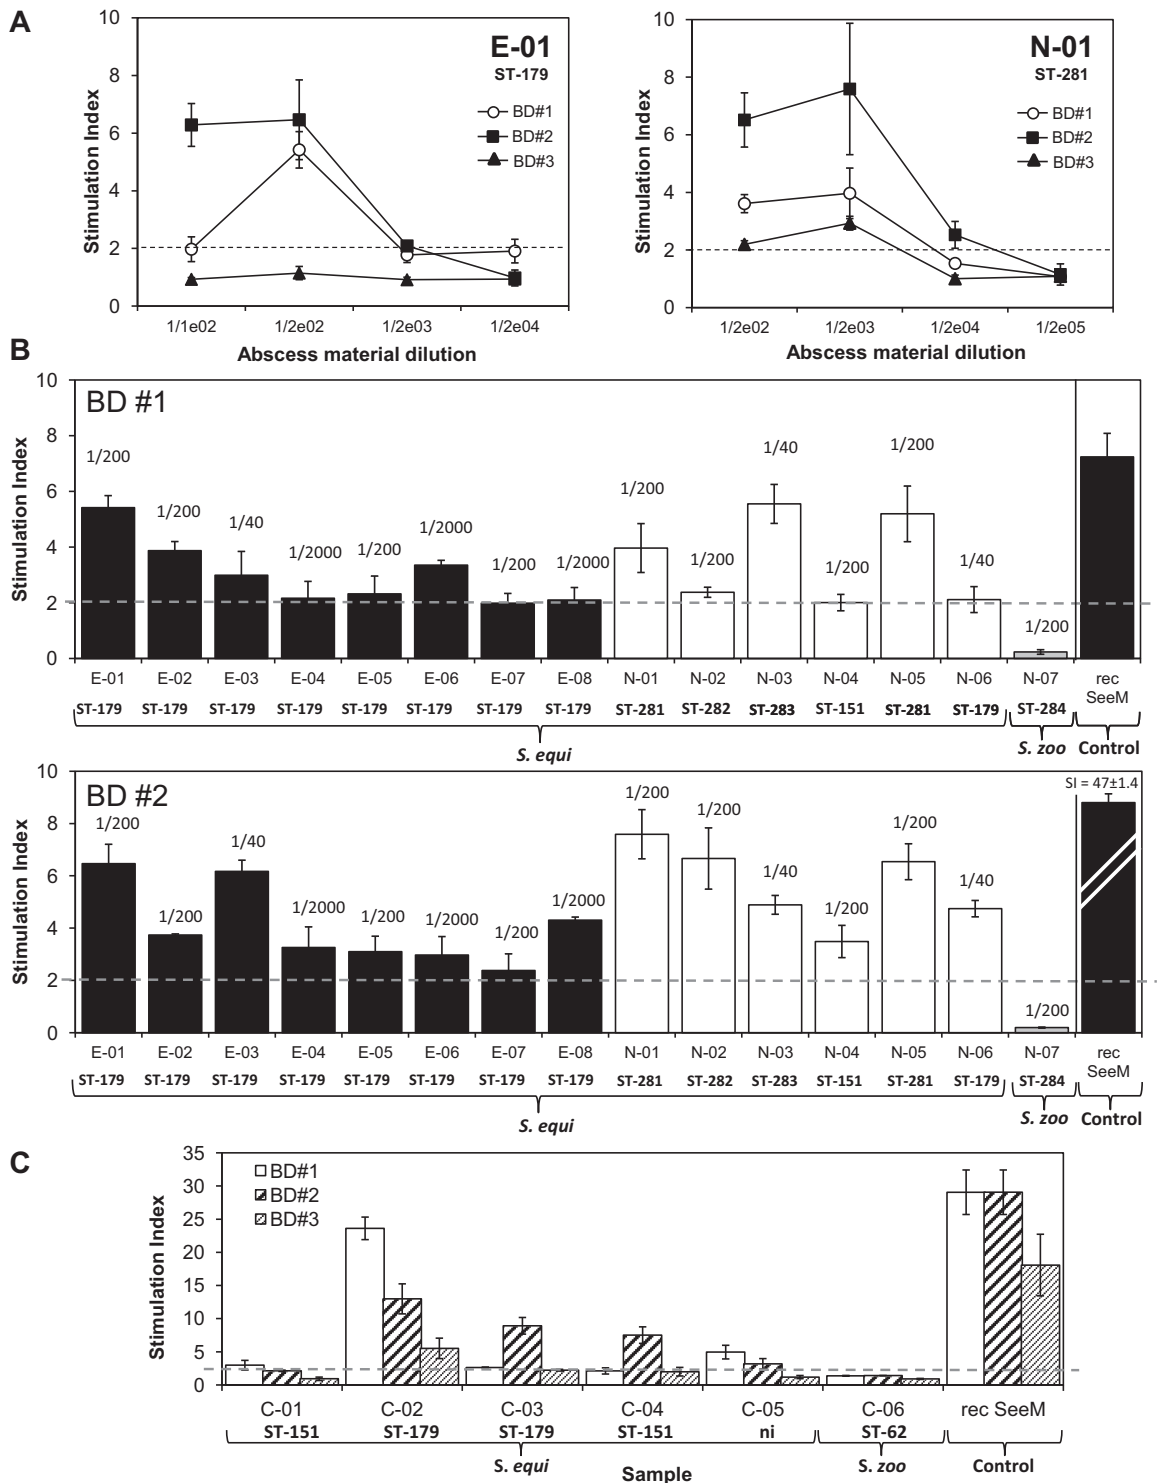 A
E-01
ST-179
BD#1
BD#2
BD#3
Stimulation Index
10
8
6
4
2
0
1/1e02 1/2e02 1/2e03 1/2e04
Abscess material dilution
N-01
ST-281
BD#1
BD#2
BD#3
Stimulation Index
10
8
6
4
2
0
1/2e02 1/2e03 1/2e04 1/2e05
Abscess material dilution
B
BD #1
Stimulation Index
10
8
6
4
2
0
1/200 1/200 1/40 1/2000 1/200 1/2000 1/200 1/2000 1/200 1/200 1/40 1/200 1/200 1/40 1/200
E-01 E-02 E-03 E-04 E-05 E-06 E-07 E-08 N-01 N-02 N-03 N-04 N-05 N-06 N-07 rec
SeeM
ST-179 ST-179 ST-179 ST-179 ST-179 ST-179 ST-179 ST-179 ST-281 ST-282 ST-283 ST-151 ST-281 ST-179 ST-284
S. equi S. zoo Control
BD #2
SI = 47±1.4
Stimulation Index
10
8
6
4
2
0
1/200 1/200 1/40 1/2000 1/200 1/2000 1/200 1/2000 1/200 1/200 1/40 1/200 1/200 1/40 1/200
E-01 E-02 E-03 E-04 E-05 E-06 E-07 E-08 N-01 N-02 N-03 N-04 N-05 N-06 N-07 rec
SeeM
ST-179 ST-179 ST-179 ST-179 ST-179 ST-179 ST-179 ST-179 ST-281 ST-282 ST-283 ST-151 ST-281 ST-179 ST-284
S. equi S. zoo Control
C
BD#1
BD#2
BD#3
Stimulation Index
35
30
25
20
15
10
5
0
C-01 C-02 C-03 C-04 C-05 C-06 rec SeeM
ST-151 ST-179 ST-179 ST-151 ni ST-62
S. equi S. zoo Control
Sample